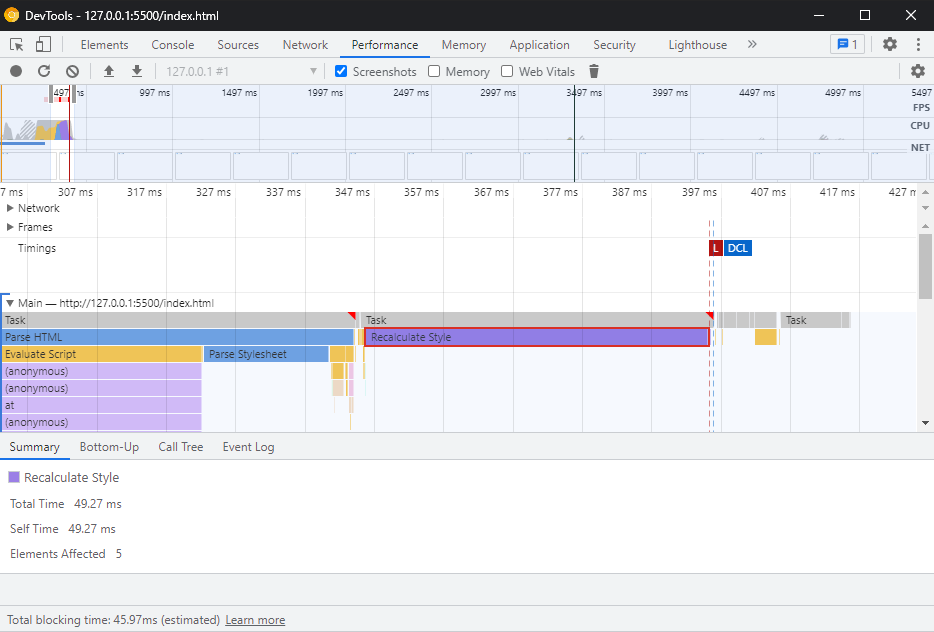 DevTools - 127.0.0.1:5500/index.html
Elements Console Sources Network Performance Memory Application Security Lighthouse » 1
127.0.0.1 #1 Screenshots Memory Web Vitals
497 ms 997 ms 1497 ms 1997 ms 2497 ms 2997 ms 3497 ms 3997 ms 4497 ms 4997 ms 5497
FPS
CPU
NET
7 ms 307 ms 317 ms 327 ms 337 ms 347 ms 357 ms 367 ms 377 ms 387 ms 397 ms 407 ms 417 ms 427 m
Network
Frames
Timings L DCL
Main — http://127.0.0.1:5500/index.html
Task Task Task
Parse HTML Recalculate Style
Evaluate Script Parse Stylesheet
(anonymous)
(anonymous)
at
(anonymous)
Summary Bottom-Up Call Tree Event Log
Recalculate Style
Total Time 49.27 ms
Self Time 49.27 ms
Elements Affected 5
Total blocking time: 45.97ms (estimated) Learn more